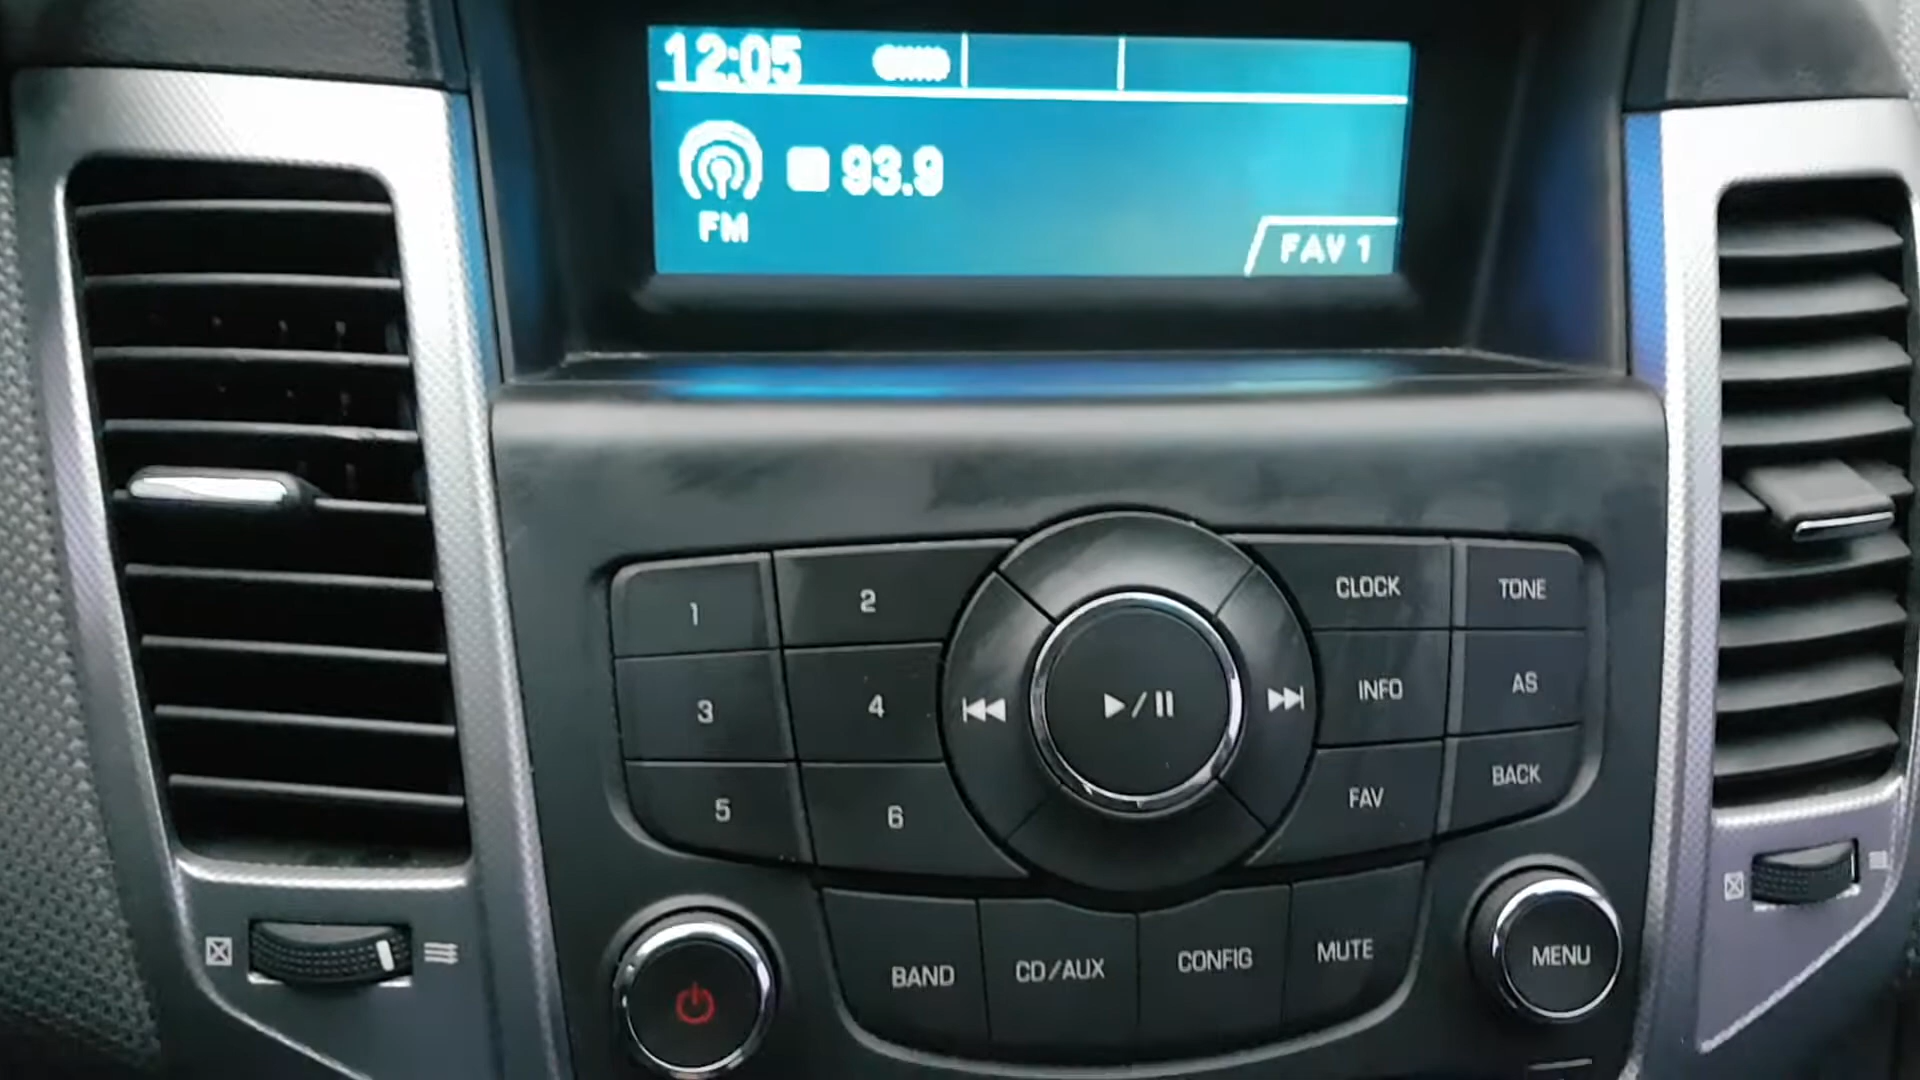 12:05
93.9
FM
FAV 1
1
2
CLOCK
TONE
3
4
INFO
AS
5
6
FAV
BACK
BAND
CD/AUX
CONFIG
MUTE
MENU